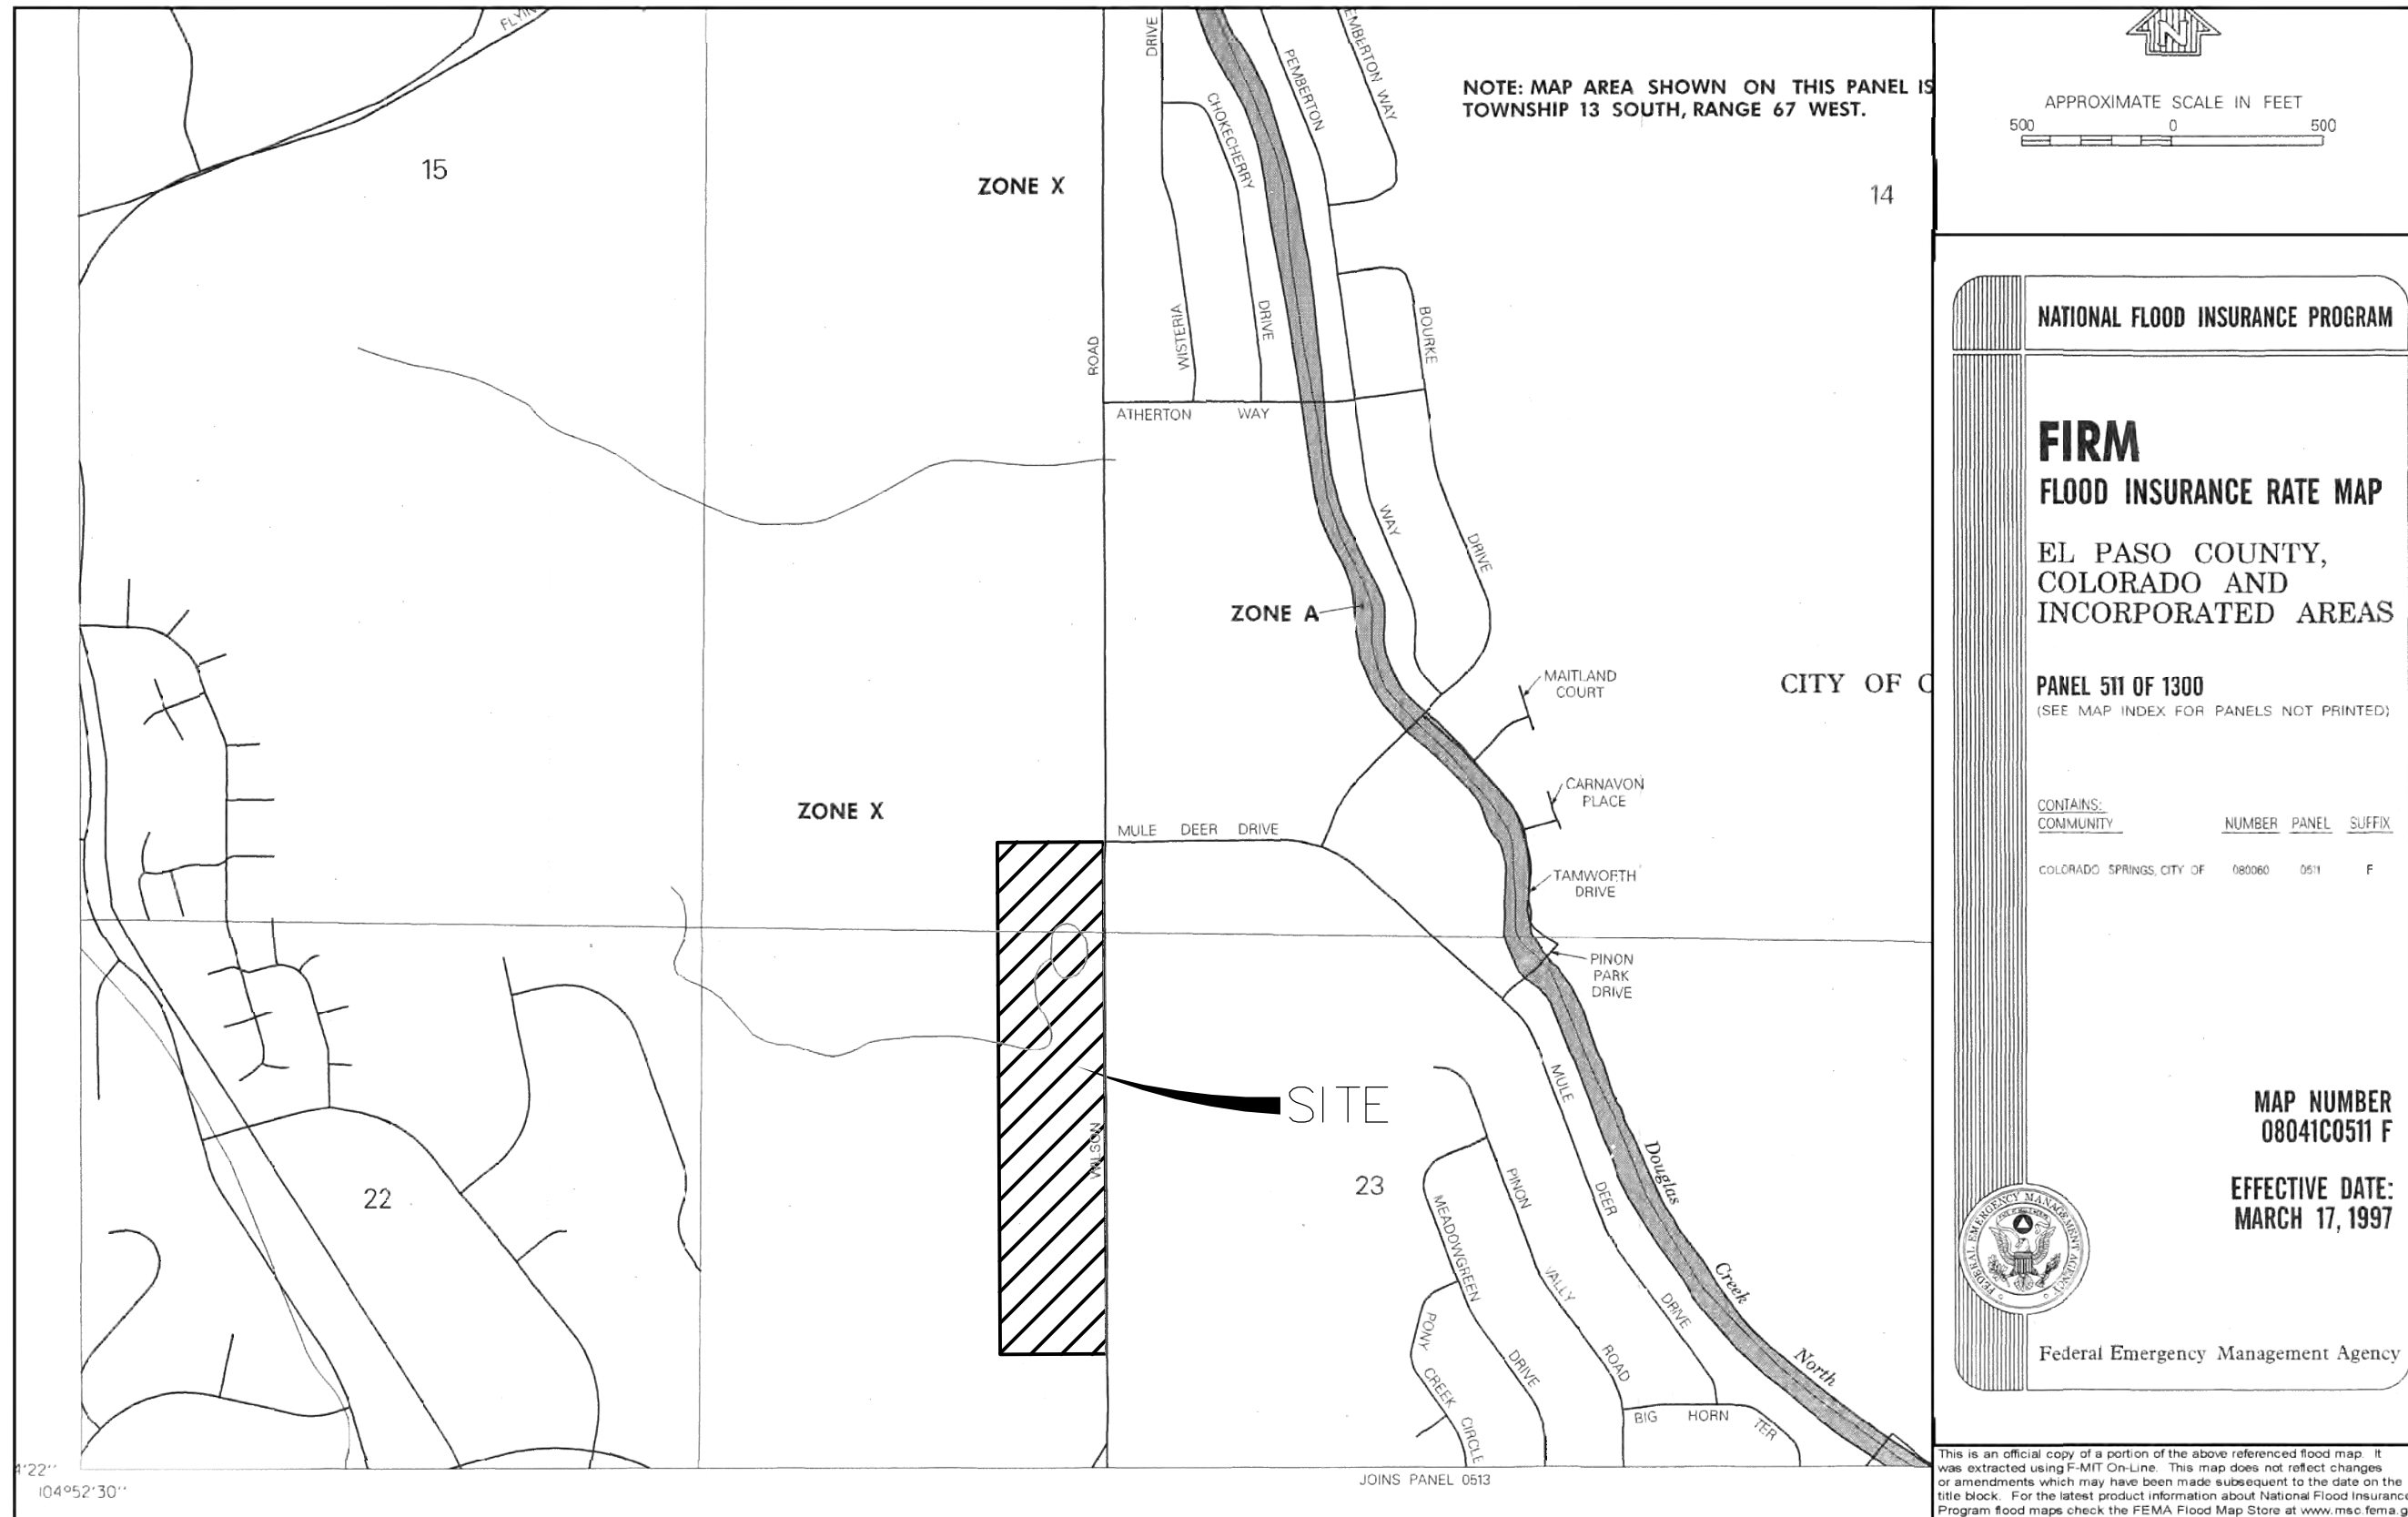 FLYIN
DRIVE
PEMBERTON
EMBERTON WAY
CHOKECHERRY
DRIVE
NOTE: MAP AREA SHOWN ON THIS PANEL IS
TOWNSHIP 13 SOUTH, RANGE 67 WEST.
15
ZONE X
14
WISTERIA
ROAD
BOURKE
ATHERTON WAY
WAY
DRIVE
ZONE A
MAITLAND
COURT
CITY OF C
CARNAVON
PLACE
ZONE X
MULE DEER DRIVE
TAMWORTH
DRIVE
PINON
PARK
DRIVE
SITE
WILSON
MULE
DEER
DRIVE
Douglas
Creek
North
22
23
PINON
VALLY
ROAD
MEADOWGREEN
DRIVE
PONY
CREEK
CIRCLE
BIG HORN TER
4'22''
104°52'30''
JOINS PANEL 0513
N
APPROXIMATE SCALE IN FEET
500 0 500
NATIONAL FLOOD INSURANCE PROGRAM
FIRM
FLOOD INSURANCE RATE MAP
EL PASO COUNTY,
COLORADO AND
INCORPORATED AREAS
PANEL 511 OF 1300
(SEE MAP INDEX FOR PANELS NOT PRINTED)
CONTAINS:
COMMUNITY NUMBER PANEL SUFFIX
COLORADO SPRINGS, CITY OF 080060 0511 F
MAP NUMBER
08041C0511 F
EFFECTIVE DATE:
MARCH 17, 1997
FEDERAL EMERGENCY MANAGEMENT AGENCY
Federal Emergency Management Agency
This is an official copy of a portion of the above referenced flood map. It
was extracted using F-MIT On-Line. This map does not reflect changes
or amendments which may have been made subsequent to the date on the
title block. For the latest product information about National Flood Insurance
Program flood maps check the FEMA Flood Map Store at www.msc.fema.g